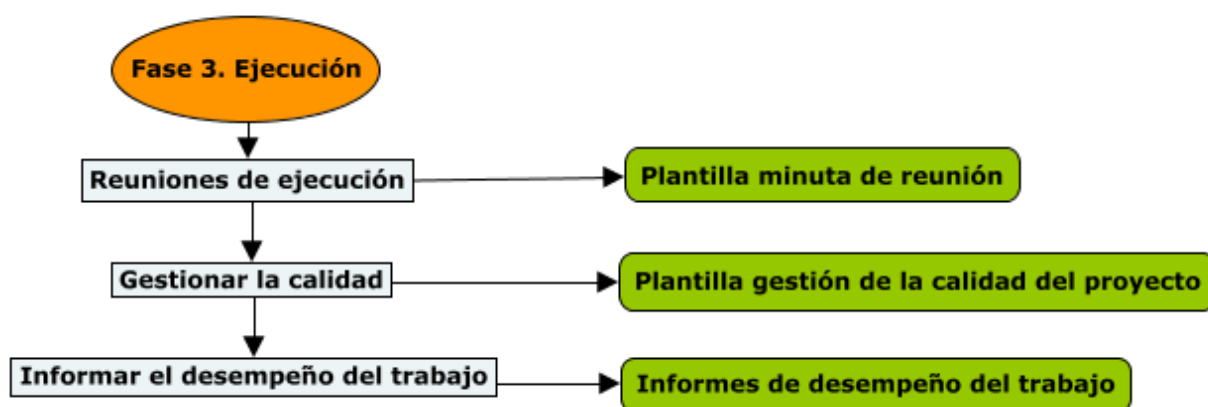 Fase 3. Ejecución
Reuniones de ejecución
Plantilla minuta de reunión
Gestionar la calidad
Plantilla gestión de la calidad del proyecto
Informar el desempeño del trabajo
Informes de desempeño del trabajo